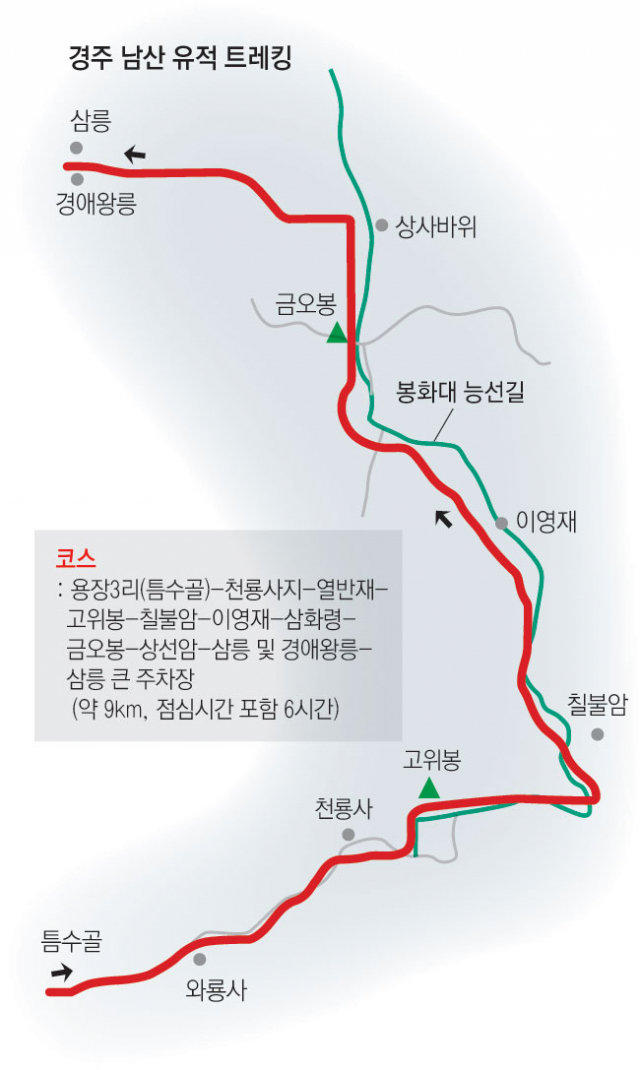 경주 남산 유적 트레킹
삼릉
경애왕릉
상사바위
금오봉
봉화대 능선길
이영재
코스
: 용장3리(틈수골)–천룡사지–열반재–
고위봉–칠불암–이영재–삼화령–
금오봉–상선암–삼릉 및 경애왕릉–
삼릉 큰 주차장
(약 9km, 점심시간 포함 6시간)
칠불암
고위봉
천룡사
틈수골
와룡사